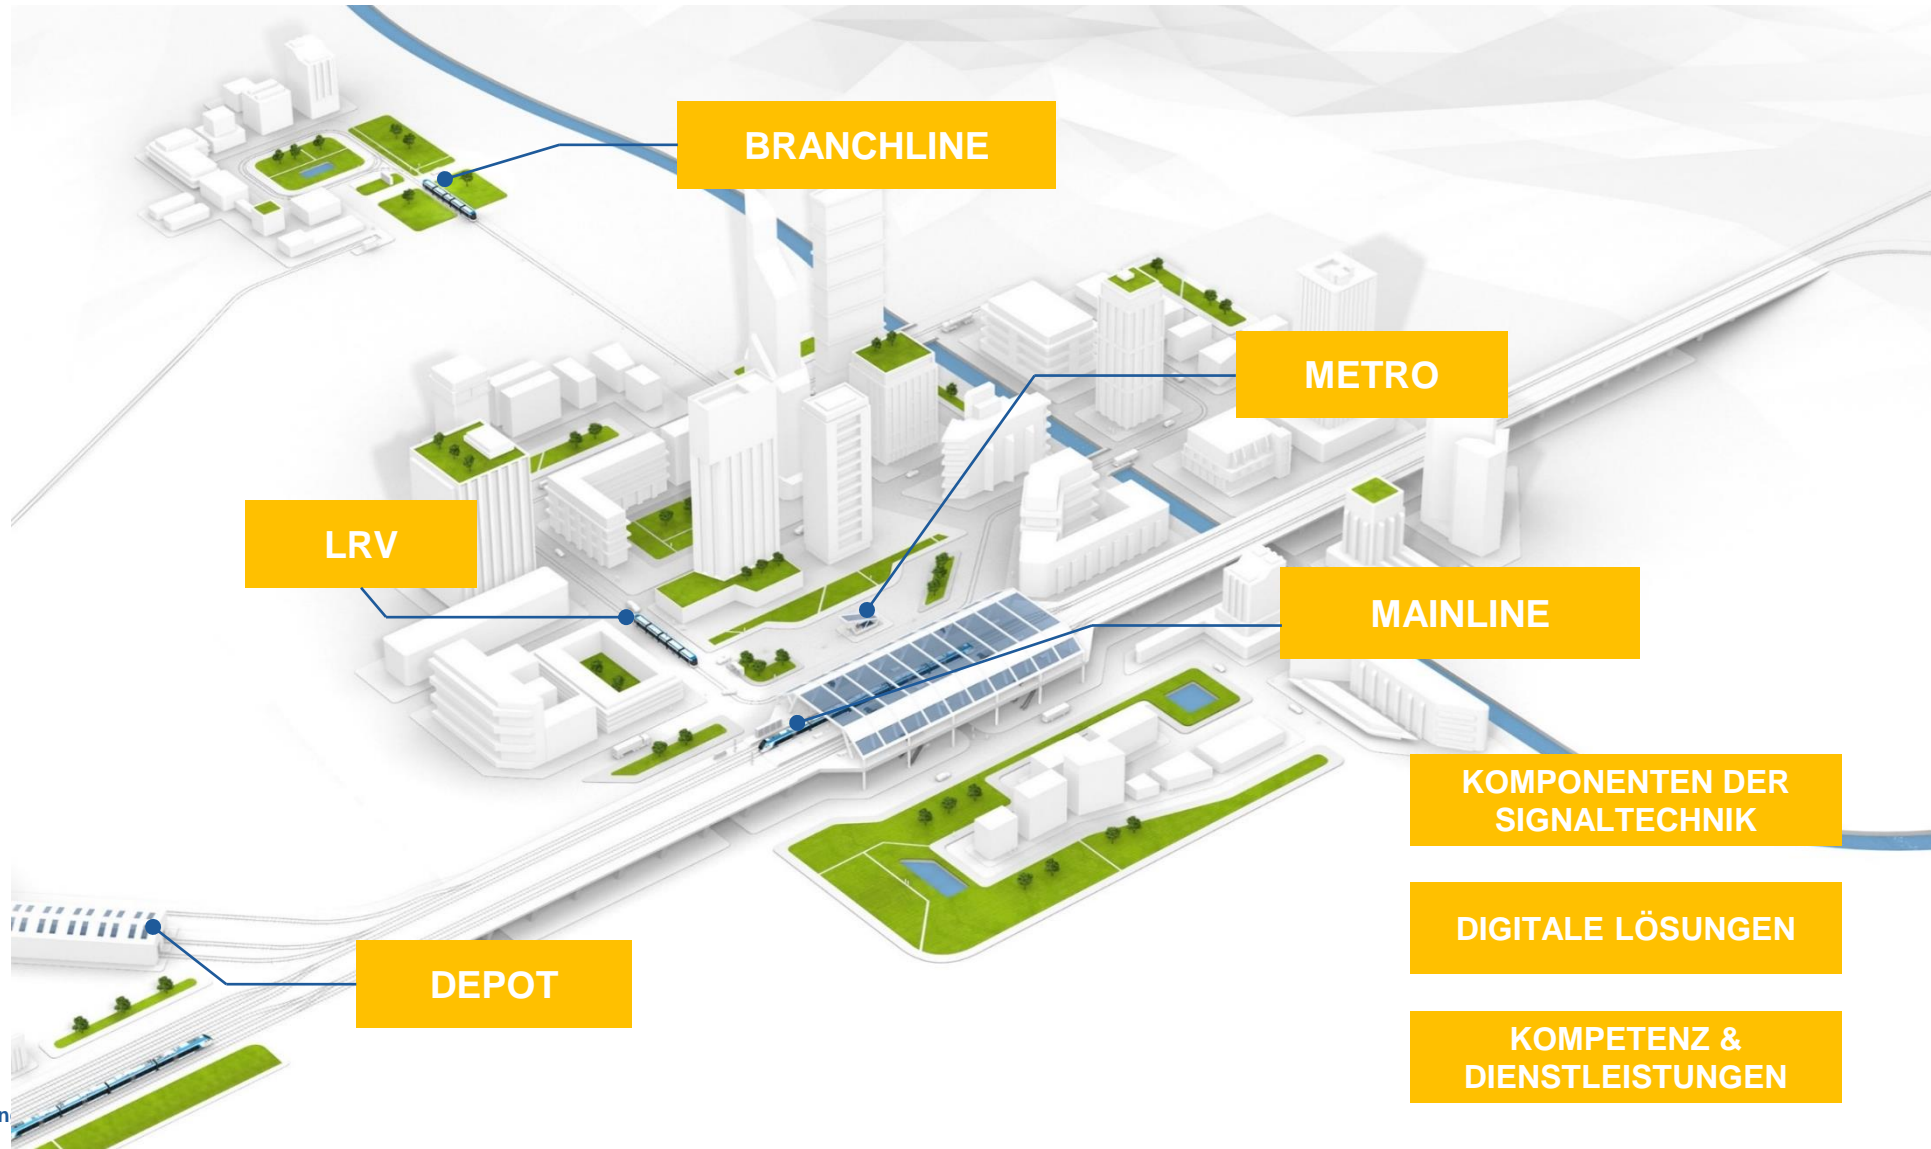 BRANCHLINE
METRO
LRV
MAINLINE
KOMPONENTEN DER
SIGNALTECHNIK
DIGITALE LÖSUNGEN
DEPOT
KOMPETENZ &
DIENSTLEISTUNGEN